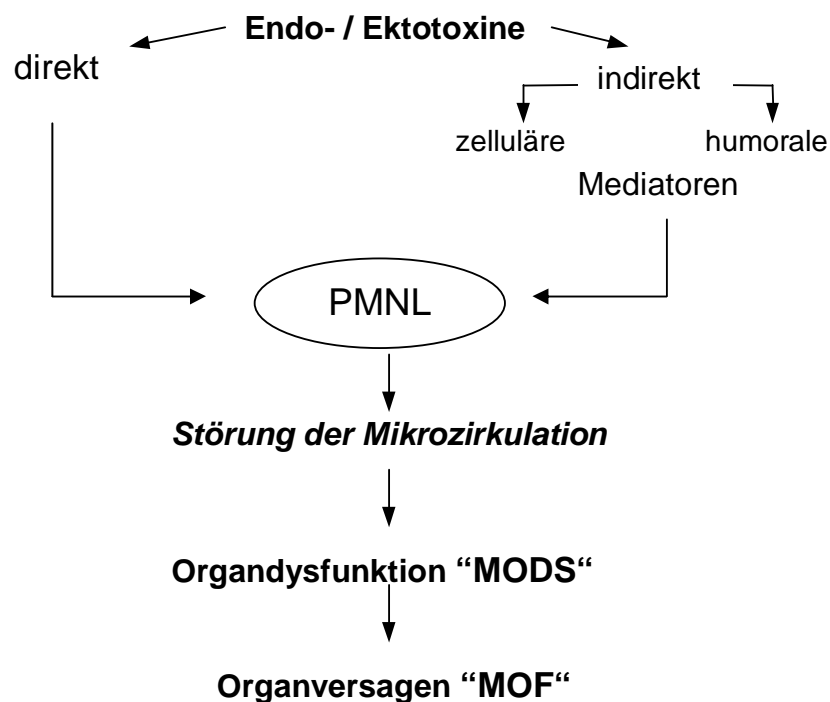 Endo- / Ektotoxine
direkt
indirekt
zelluläre humorale
Mediatoren
PMNL
Störung der Mikrozirkulation
Organdysfunktion “MODS“
Organversagen “MOF“